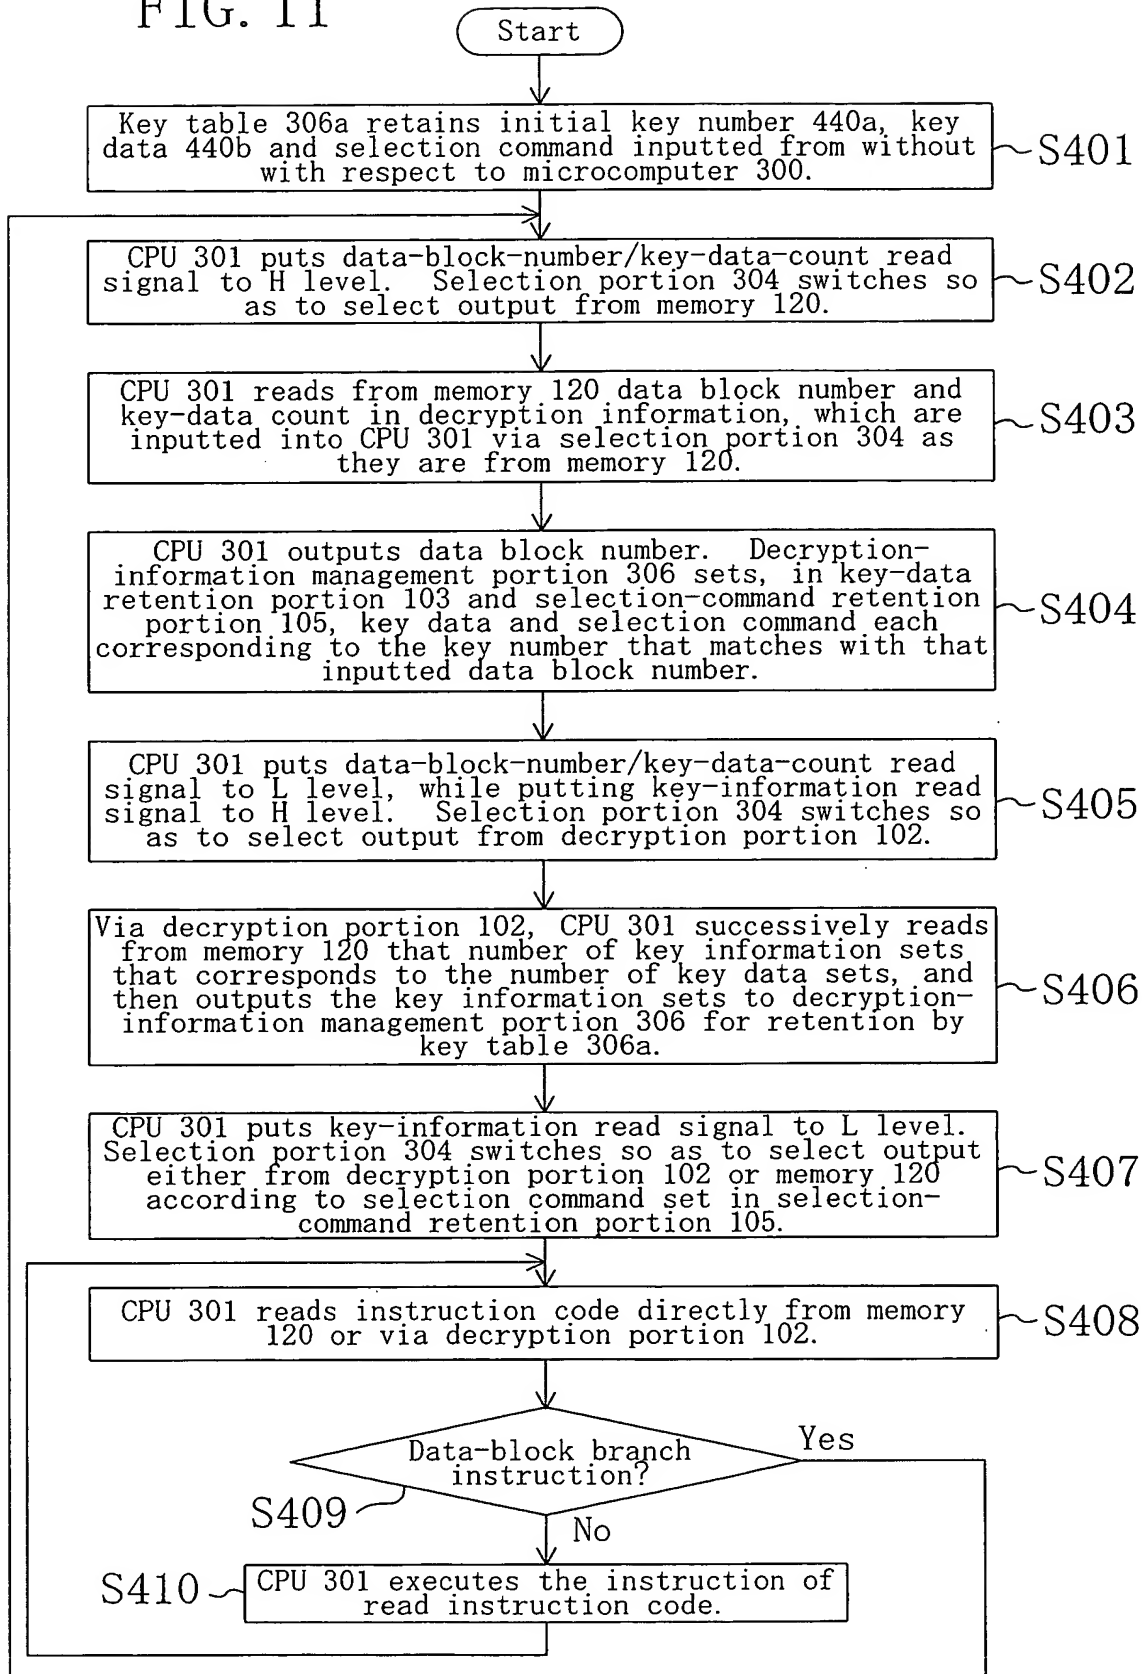 FIG. 11
Start
Key table 306a retains initial key number 440a, key
data 440b and selection command inputted from without
with respect to microcomputer 300.
S401
CPU 301 puts data-block-number/key-data-count read
signal to H level. Selection portion 304 switches so
as to select output from memory 120.
S402
CPU 301 reads from memory 120 data block number and
key-data count in decryption information, which are
inputted into CPU 301 via selection portion 304 as
they are from memory 120.
S403
CPU 301 outputs data block number. Decryption-
information management portion 306 sets, in key-data
retention portion 103 and selection-command retention
portion 105, key data and selection command each
corresponding to the key number that matches with that
inputted data block number.
S404
CPU 301 puts data-block-number/key-data-count read
signal to L level, while putting key-information read
signal to H level. Selection portion 304 switches so
as to select output from decryption portion 102.
S405
Via decryption portion 102, CPU 301 successively reads
from memory 120 that number of key information sets
that corresponds to the number of key data sets, and
then outputs the key information sets to decryption-
information management portion 306 for retention by
key table 306a.
S406
CPU 301 puts key-information read signal to L level.
Selection portion 304 switches so as to select output
either from decryption portion 102 or memory 120
according to selection command set in selection-
command retention portion 105.
S407
CPU 301 reads instruction code directly from memory
120 or via decryption portion 102.
S408
Data-block branch
instruction?
Yes
S409
No
S410
CPU 301 executes the instruction of
read instruction code.